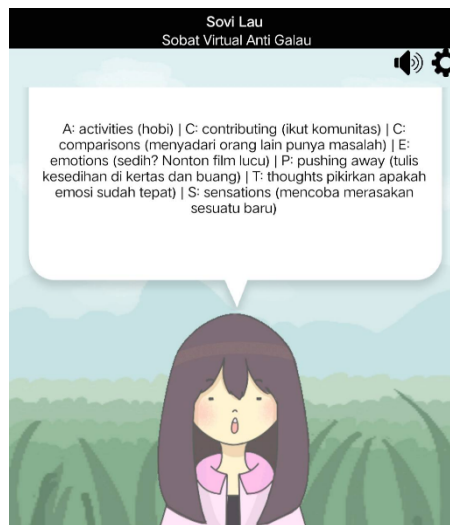 Sovi Lau
Sobat Virtual Anti Galau
A: activities (hobi) | C: contributing (ikut komunitas) | C:
comparisons (menyadari orang lain punya masalah) | E:
emotions (sedih? Nonton film lucu) | P: pushing away (tulis
kesedihan di kertas dan buang) | T: thoughts pikirkan apakah
emosi sudah tepat) | S: sensations (mencoba merasakan
sesuatu baru)